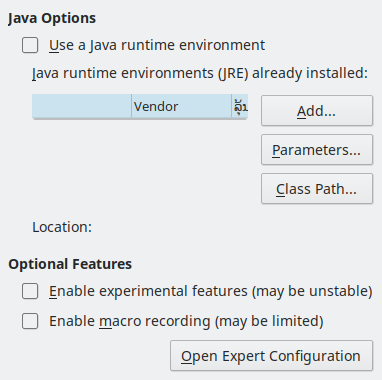 Java Options
Use a Java runtime environment
Java runtime environments (JRE) already installed:
Vendor
Add...
Parameters...
Class Path...
Location:
Optional Features
Enable experimental features (may be unstable)
Enable macro recording (may be limited)
Open Expert Configuration